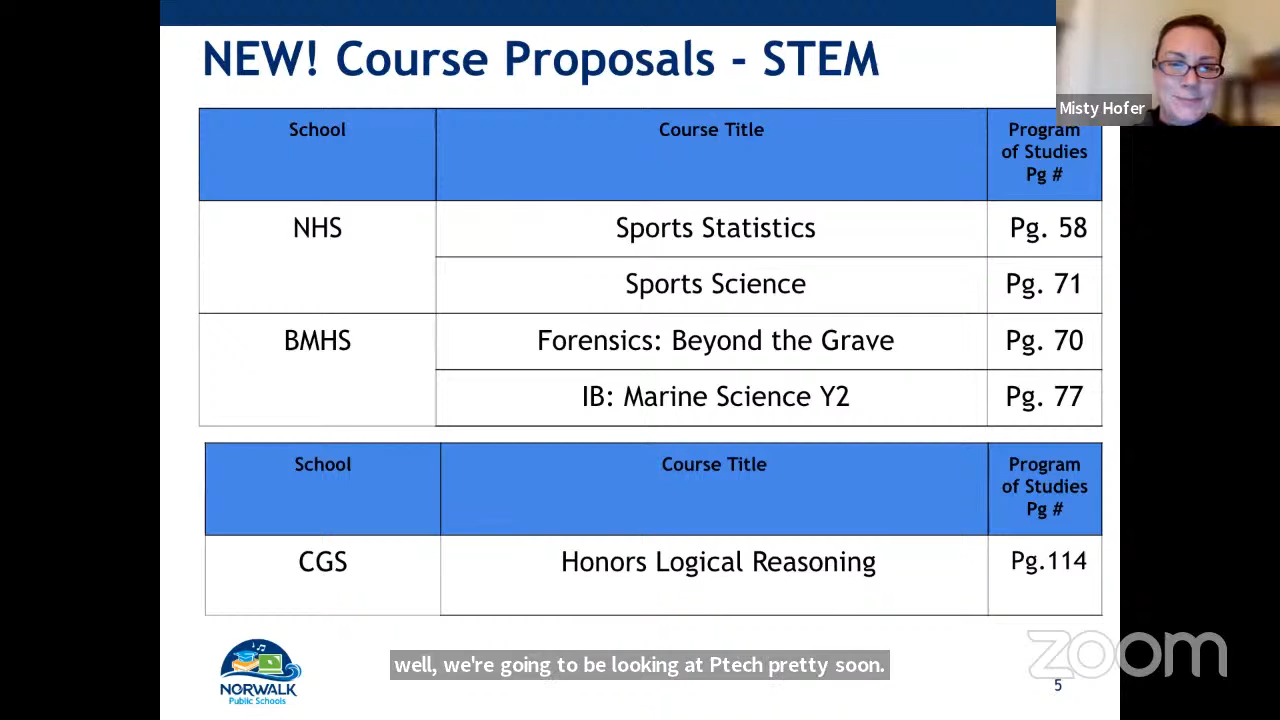 NEW! Course Proposals - STEM
Misty Hofer
School Course Title Program
of Studies
Pg #
NHS Sports Statistics Pg. 58
Sports Science Pg. 71
BMHS Forensics: Beyond the Grave Pg. 70
IB: Marine Science Y2 Pg. 77
School Course Title Program
of Studies
Pg #
CGS Honors Logical Reasoning Pg.114
NORWALK
Public Schools
well, we're going to be looking at Ptech pretty soon.
zoom
5